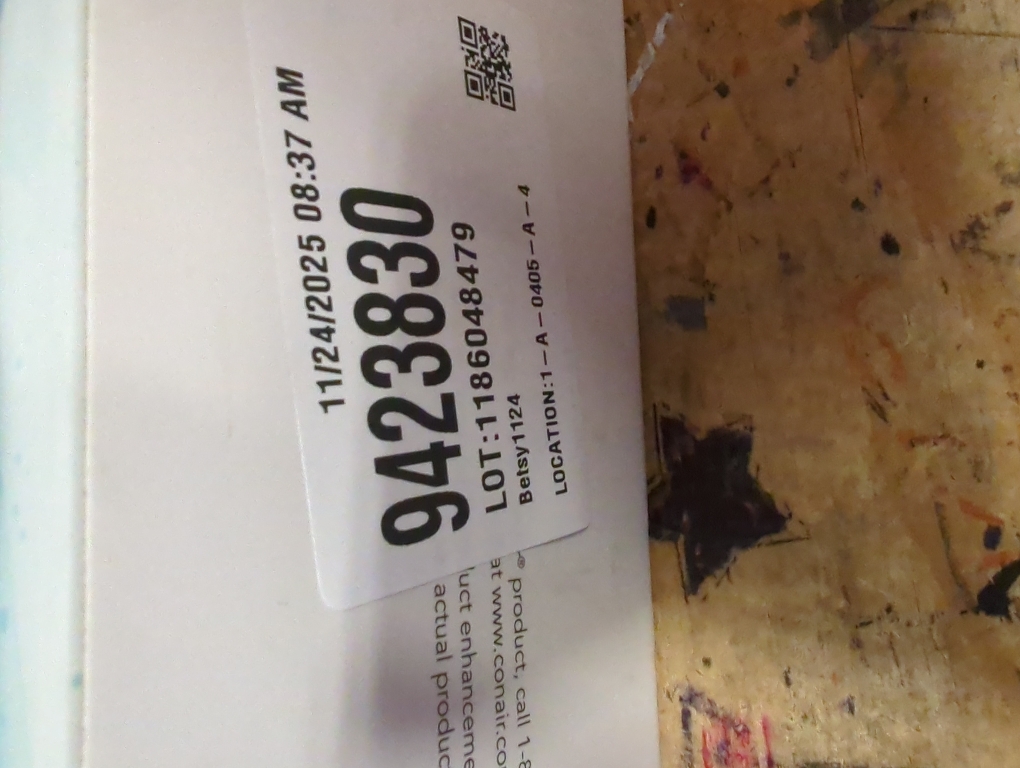 11/24/2025 08:37 AM
9423830
LOT:1186048479
Betsy1124
LOCATION:1-A-0405-A-4
® product, call 1-8
at www.conair.co
uct enhanceme
actual produc